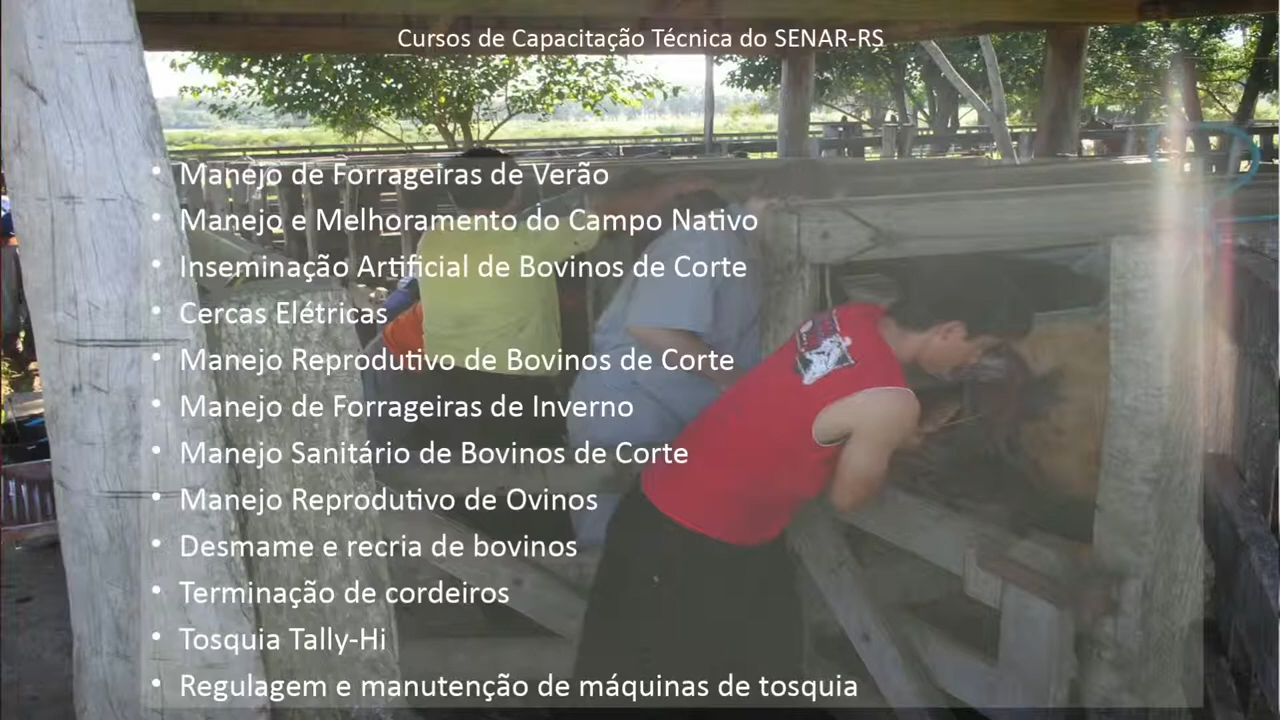 Cursos de Capacitação Técnica do SENAR-RS
• Manejo de Forrageiras de Verão
• Manejo e Melhoramento do Campo Nativo
• Inseminação Artificial de Bovinos de Corte
• Cercas Elétricas
• Manejo Reprodutivo de Bovinos de Corte
• Manejo de Forrageiras de Inverno
• Manejo Sanitário de Bovinos de Corte
• Manejo Reprodutivo de Ovinos
• Desmame e recria de bovinos
• Terminação de cordeiros
• Tosquia Tally-Hi
• Regulagem e manutenção de máquinas de tosquia